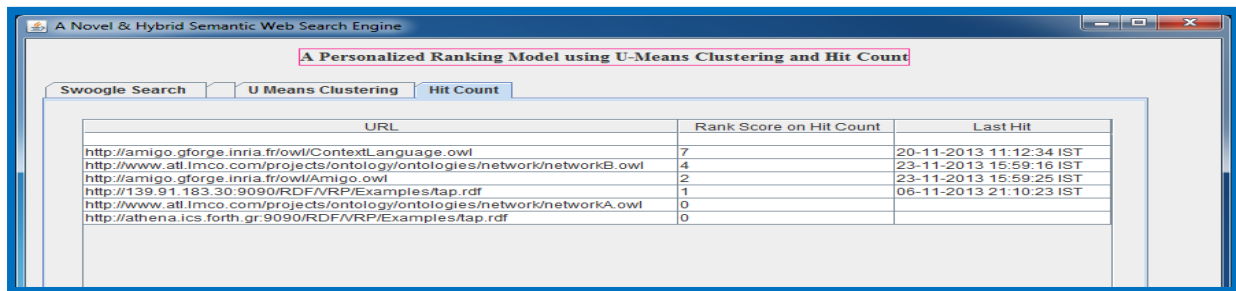 A Novel & Hybrid Semantic Web Search Engine
A Personalized Ranking Model using U-Means Clustering and Hit Count
Swoogle Search U Means Clustering Hit Count
URL Rank Score on Hit Count Last Hit
http://amigo.gforge.inria.fr/owl/ContextLanguage.owl 7 20-11-2013 11:12:34 IST
http://www.atl.lmco.com/projects/ontology/ontologies/network/networkB.owl 4 23-11-2013 15:59:16 IST
http://amigo.gforge.inria.fr/owl/Amigo.owl 2 23-11-2013 15:59:25 IST
http://139.91.183.30:9090/RDF/VRP/Examples/tap.rdf 1 06-11-2013 21:10:23 IST
http://www.atl.lmco.com/projects/ontology/ontologies/network/networkA.owl 0
http://athena.ics.forth.gr:9090/RDF/VRP/Examples/tap.rdf 0